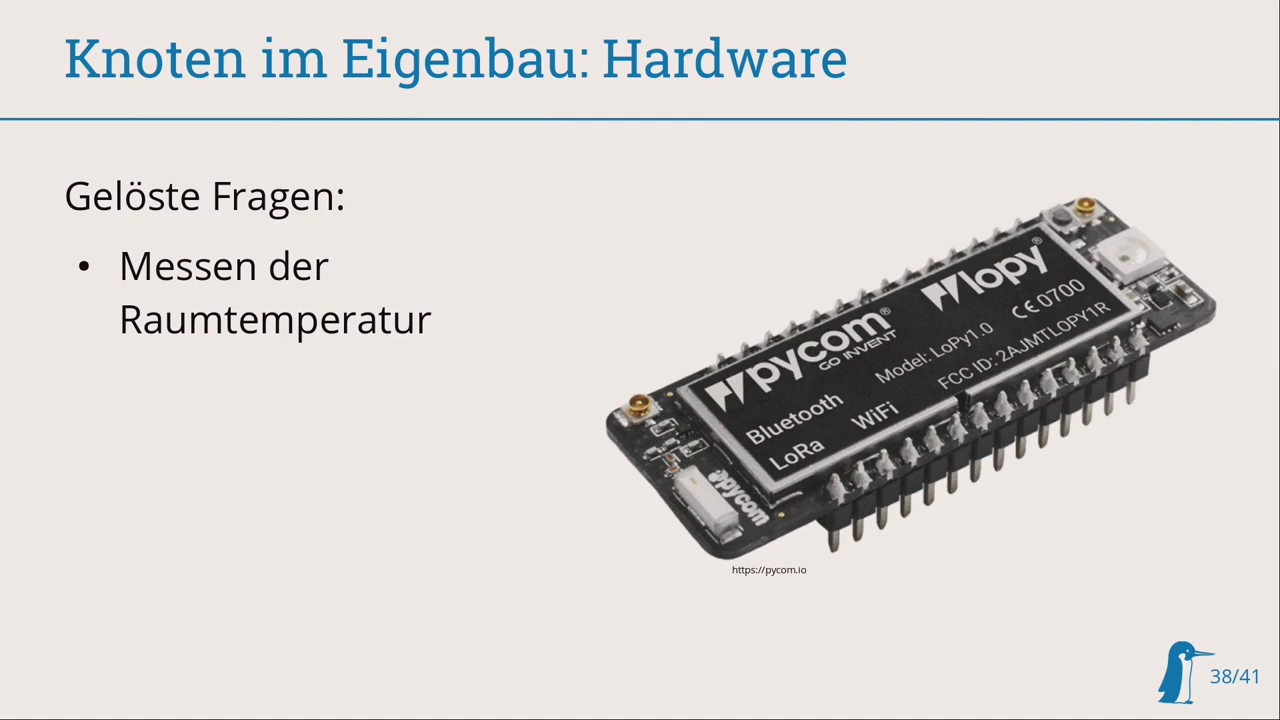 Knoten im Eigenbau: Hardware
Gelöste Fragen:
• Messen der
Raumtemperatur
pycom®
GO INVENT
lopy®
Model: LoPy1.0
CE 0700
FCC ID: 2AJMTLOPY1R
Bluetooth
WiFi
LoRa
pycom
https://pycom.io
38/41